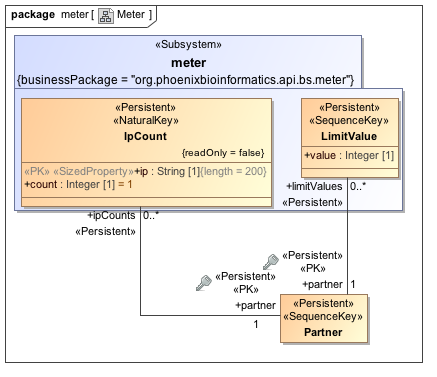 package meter [ Meter ]
«Subsystem»
meter
{businessPackage = "org.phoenixbioinformatics.api.bs.meter"}
«Persistent»
«NaturalKey»
IpCount
{readOnly = false}
«PK» «SizedProperty»+ip : String [1]{length = 200}
+count : Integer [1] = 1
«Persistent»
«SequenceKey»
LimitValue
+value : Integer [1]
+ipCounts 0..*
«Persistent»
+limitValues 0..*
«Persistent»
«Persistent»
«PK»
+partner 1
«Persistent»
«PK»
+partner
1
«Persistent»
«SequenceKey»
Partner